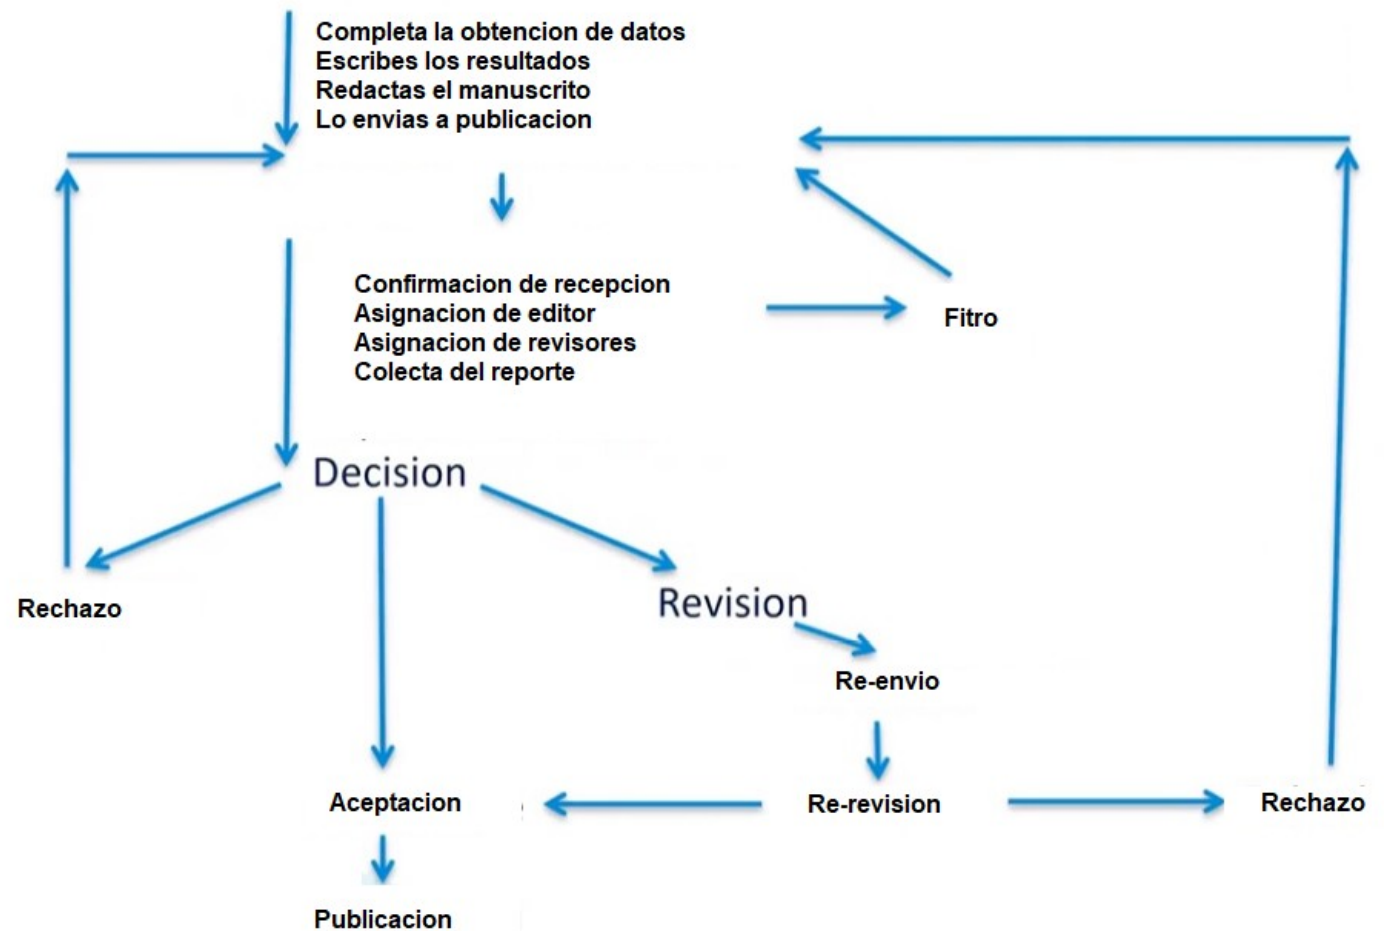 Completa la obtencion de datos
Escribes los resultados
Redactas el manuscrito
Lo envias a publicacion
Confirmacion de recepcion
Asignacion de editor
Asignacion de revisores
Colecta del reporte
Fitro
Decision
Rechazo
Revision
Re-envio
Aceptacion
Re-revision
Rechazo
Publicacion